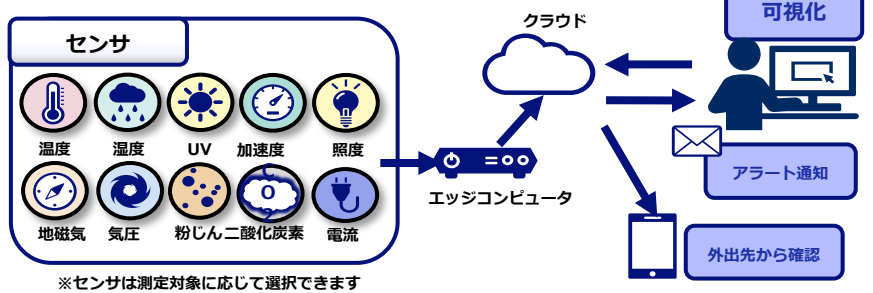 クラウド
可視化
センサ
温度
湿度
UV
加速度
照度
地磁気
気圧
粉じん
CO2
二酸化炭素
電流
エッジコンピュータ
アラート通知
外出先から確認
※センサは測定対象に応じて選択できます